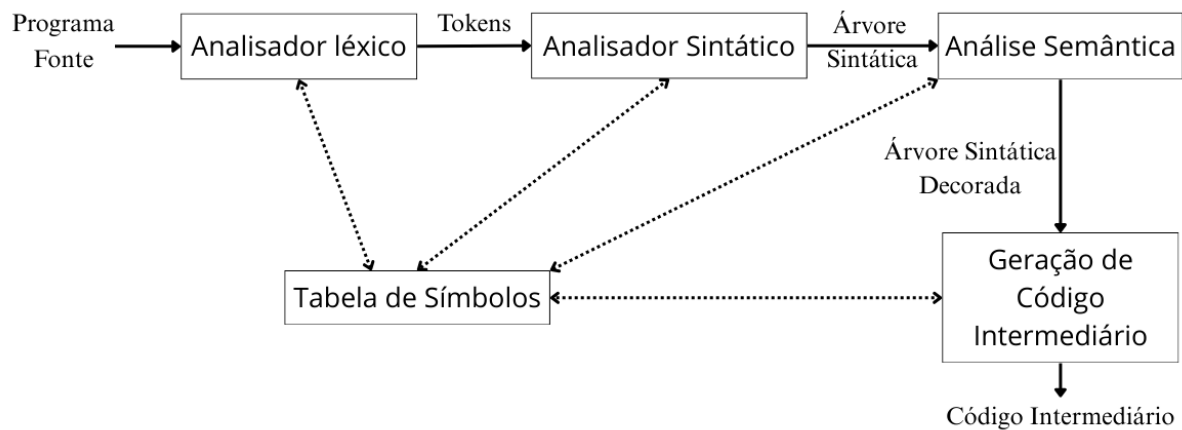 Programa
Fonte
Analisador léxico
Tokens
Analisador Sintático
Árvore
Sintática
Análise Semântica
Árvore Sintática
Decorada
Tabela de Símbolos
Geração de
Código
Intermediário
Código Intermediário